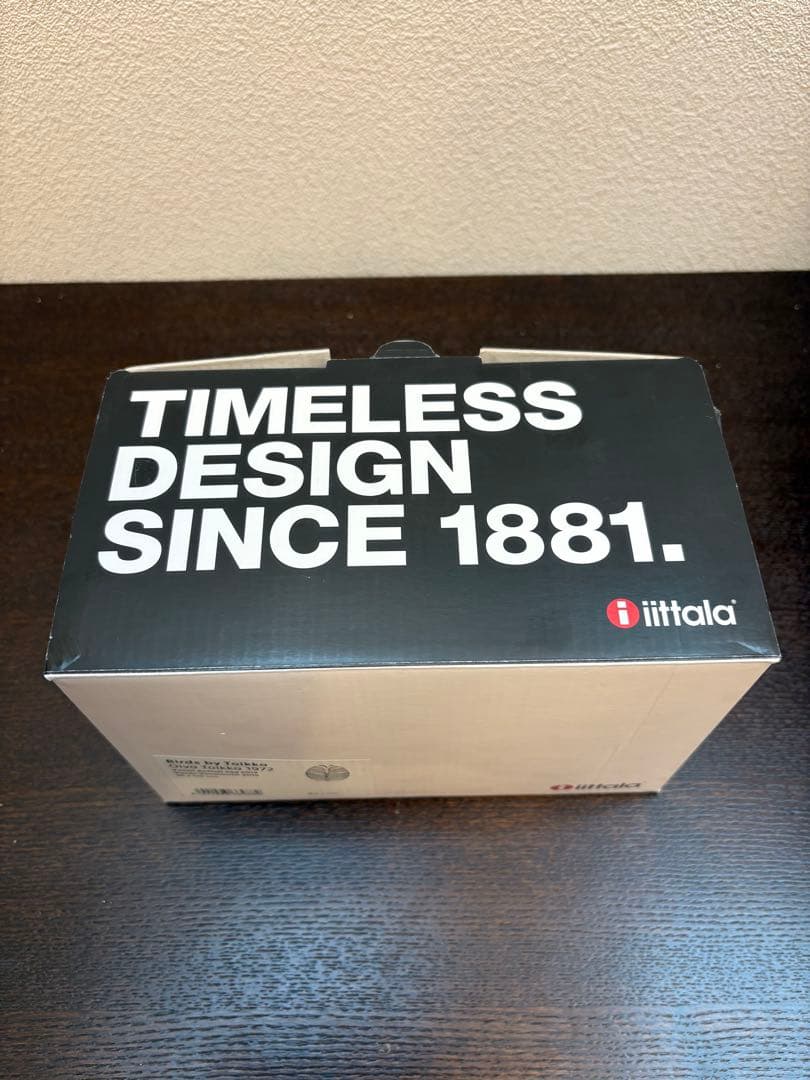 TIMELESS
DESIGN
SINCE 1881.
iittala
Birds by Toikka
Oiva Toikka 1972
iittala